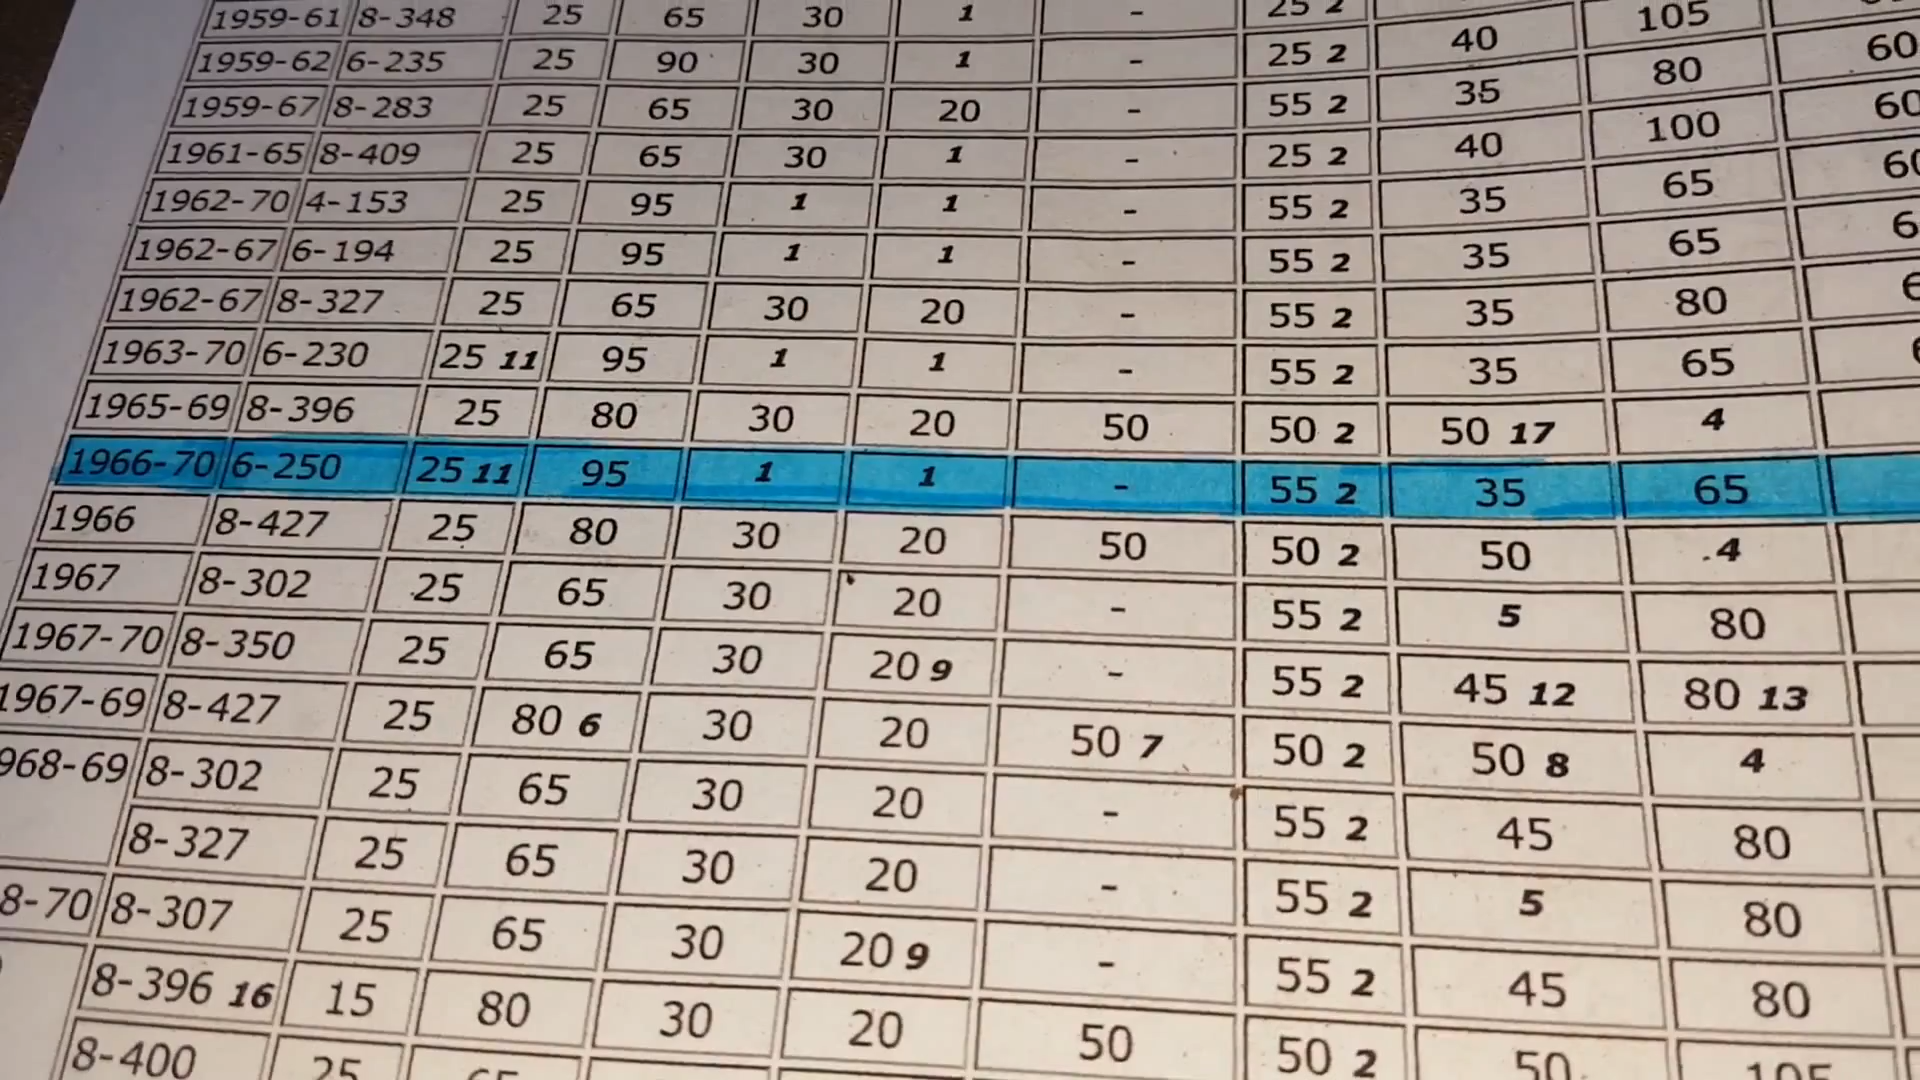 1959-61 8-348 25 65 30 1 - 25 2 40 105
1959-62 6-235 25 90 30 1 - 25 2 35 80 60
1959-67 8-283 25 65 30 20 - 55 2 40 100 60
1961-65 8-409 25 65 30 1 - 25 2 35 65 60
1962-70 4-153 25 95 1 1 - 55 2 35 65
1962-67 6-194 25 95 1 1 - 55 2 35 80
1962-67 8-327 25 65 30 20 - 55 2 35 65
1963-70 6-230 25 11 95 1 1 - 55 2
1965-69 8-396 25 80 30 20 50 50 2 50 17 4
1966-70 6-250 25 11 95 1 1 - 55 2 35 65
1966 8-427 25 80 30 20 50 50 2 50 4
1967 8-302 25 65 30 20 - 55 2 5 80
1967-70 8-350 25 65 30 20 9 - 55 2 45 12 80 13
1967-69 8-427 25 80 6 30 20 50 7 50 2 50 8 4
968-69 8-302 25 65 30 20 - 55 2 45 80
8-327 25 65 30 20 - 55 2 5 80
8-70 8-307 25 65 30 20 9 - 55 2 45 80
8-396 16 15 80 30 20 50 50 2 50 105
8-400 25